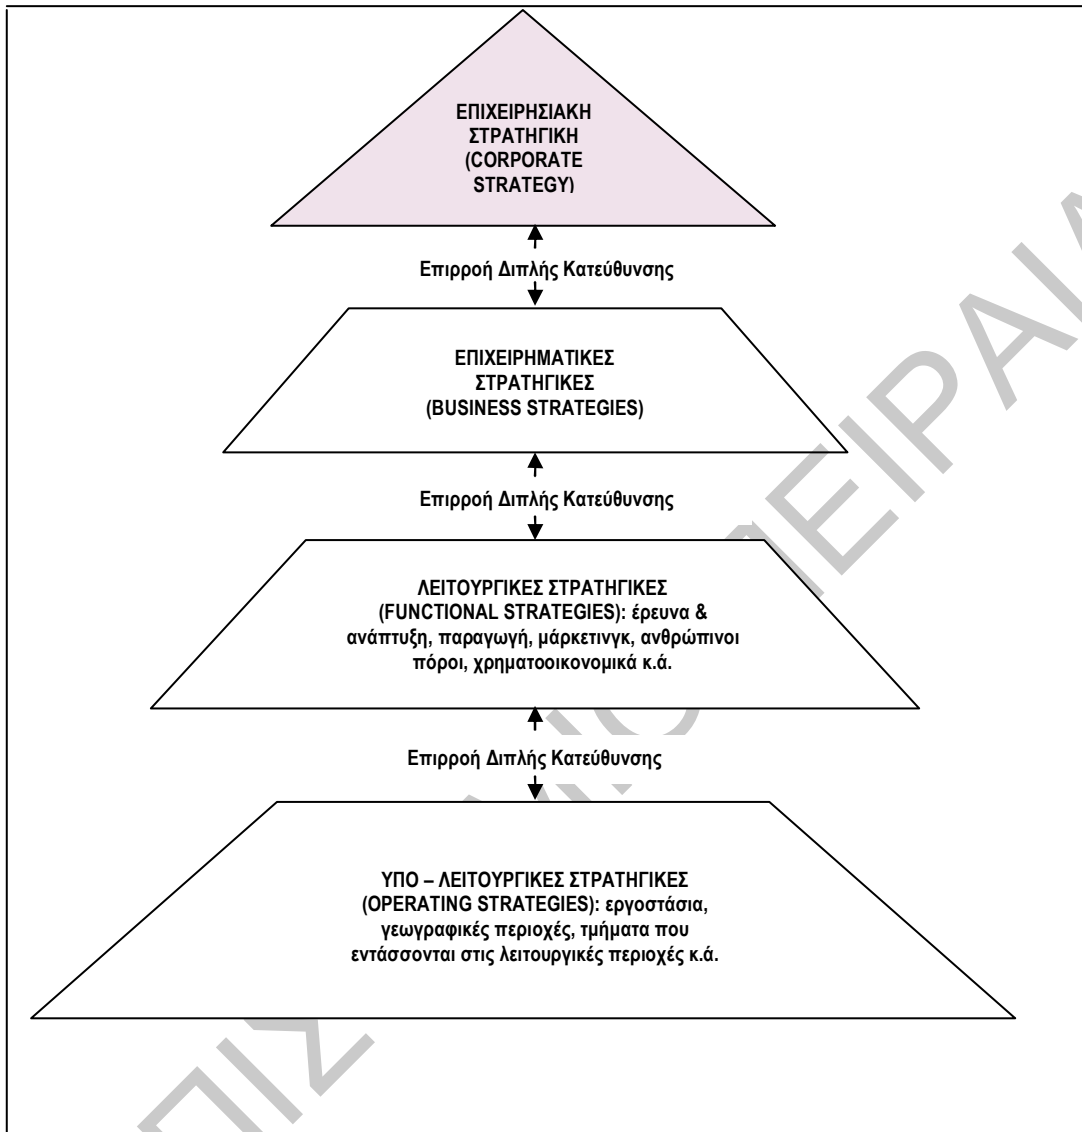 ΕΠΙΧΕΙΡΗΣΙΑΚΗ
ΣΤΡΑΤΗΓΙΚΗ
(CORPORATE
STRATEGY)
Επιρροή Διπλής Κατεύθυνσης
ΕΠΙΧΕΙΡΗΜΑΤΙΚΕΣ
ΣΤΡΑΤΗΓΙΚΕΣ
(BUSINESS STRATEGIES)
Επιρροή Διπλής Κατεύθυνσης
ΛΕΙΤΟΥΡΓΙΚΕΣ ΣΤΡΑΤΗΓΙΚΕΣ
(FUNCTIONAL STRATEGIES): έρευνα &
ανάπτυξη, παραγωγή, μάρκετινγκ, ανθρώπινοι
πόροι, χρηματοοικονομικά κ.ά.
Επιρροή Διπλής Κατεύθυνσης
ΥΠΟ – ΛΕΙΤΟΥΡΓΙΚΕΣ ΣΤΡΑΤΗΓΙΚΕΣ
(OPERATING STRATEGIES): εργοστάσια,
γεωγραφικές περιοχές, τμήματα που
εντάσσονται στις λειτουργικές περιοχές κ.ά.